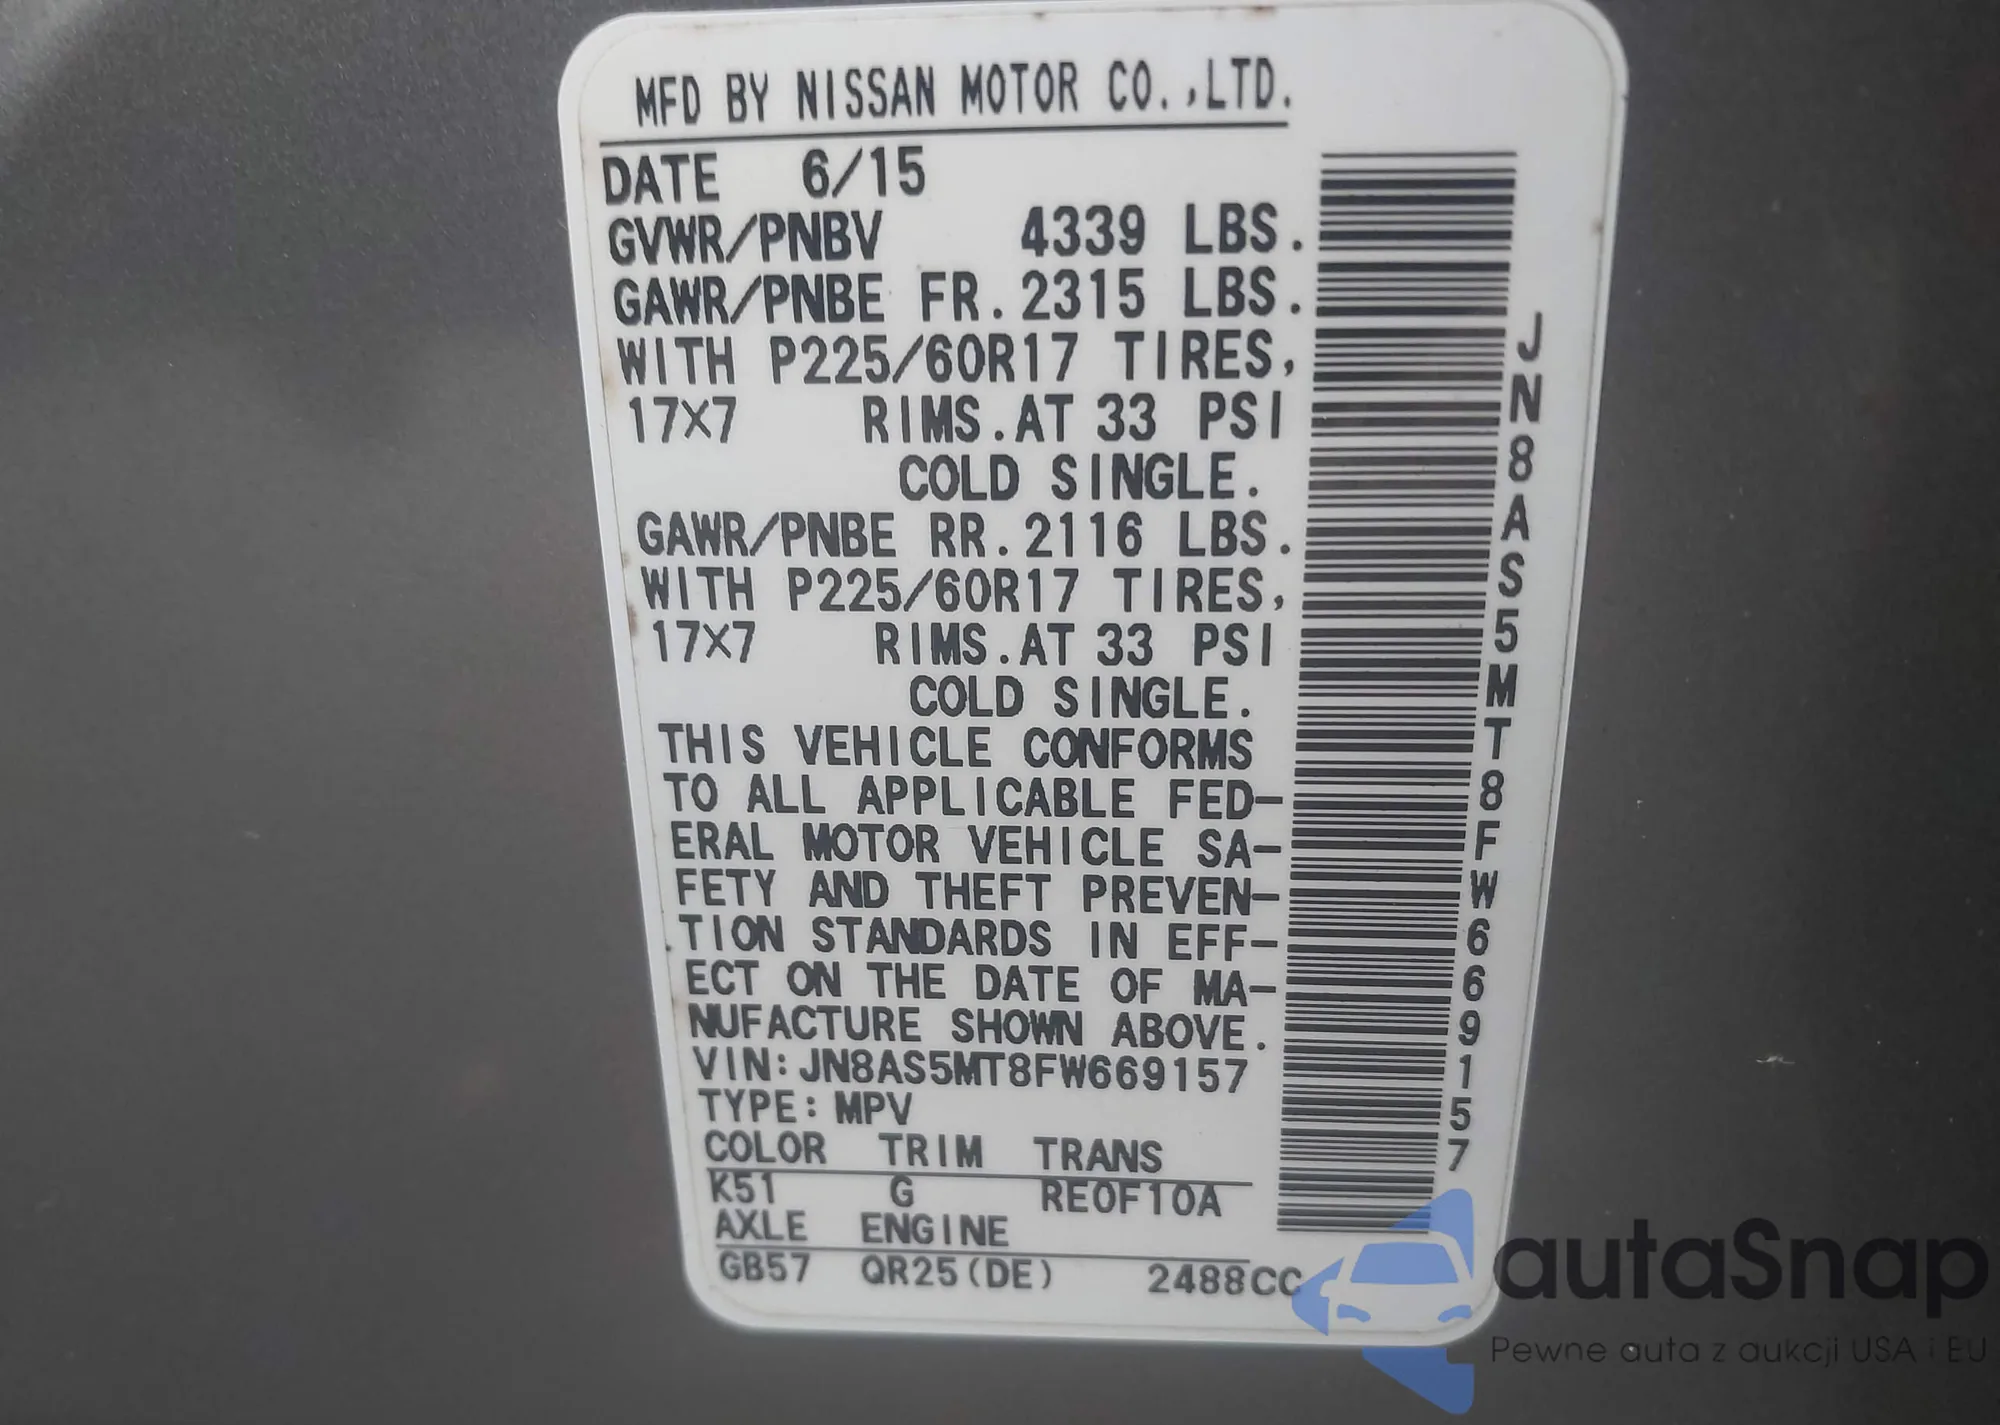 MFD BY NISSAN MOTOR CO.,LTD.
DATE 6/15
GVWR/PNBV 4339 LBS.
GAWR/PNBE FR.2315 LBS.
WITH P225/60R17 TIRES,
17X7 RIMS.AT 33 PSI
COLD SINGLE.
GAWR/PNBE RR.2116 LBS.
WITH P225/60R17 TIRES,
17X7 RIMS.AT 33 PSI
COLD SINGLE.
THIS VEHICLE CONFORMS
TO ALL APPLICABLE FED-
ERAL MOTOR VEHICLE SA-
FETY AND THEFT PREVEN-
TION STANDARDS IN EFF-
ECT ON THE DATE OF MA-
NUFACTURE SHOWN ABOVE.
VIN:JN8AS5MT8FW669157
TYPE:MPV
COLOR TRIM TRANS
K51 G RE0F10A
AXLE ENGINE
GB57 QR25(DE) 2488CC
JN8AS5MT8FW669157
autaSnap
Pewne auta z aukcji USA i EU